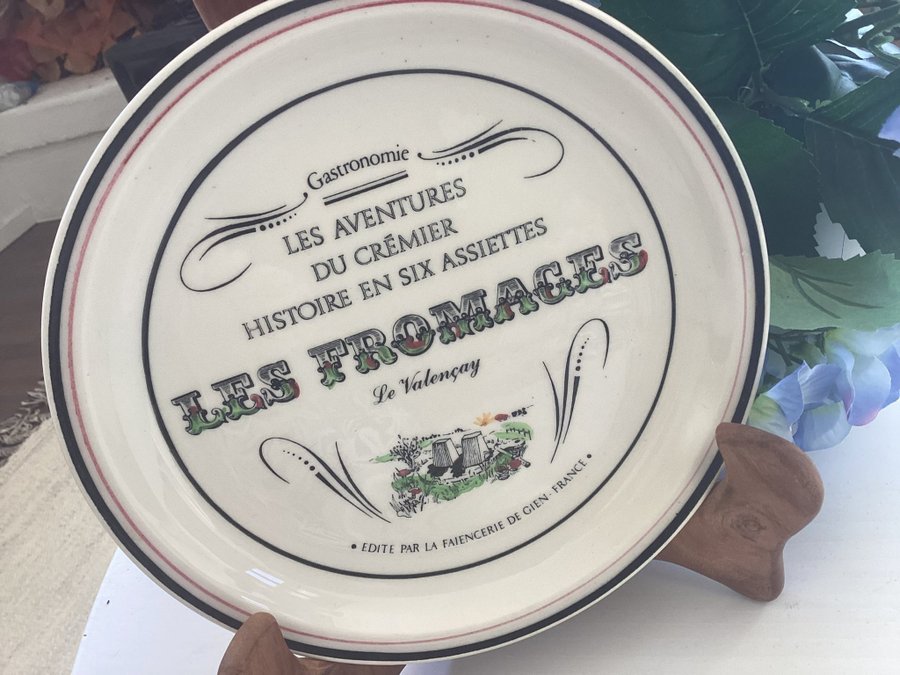 Gastronomie
LES AVENTURES
DU CRÉMIER
HISTOIRE EN SIX ASSIETTES
LES FROMAGES
Le Valençay
• EDITE PAR LA FAIENCERIE DE GIEN - FRANCE •